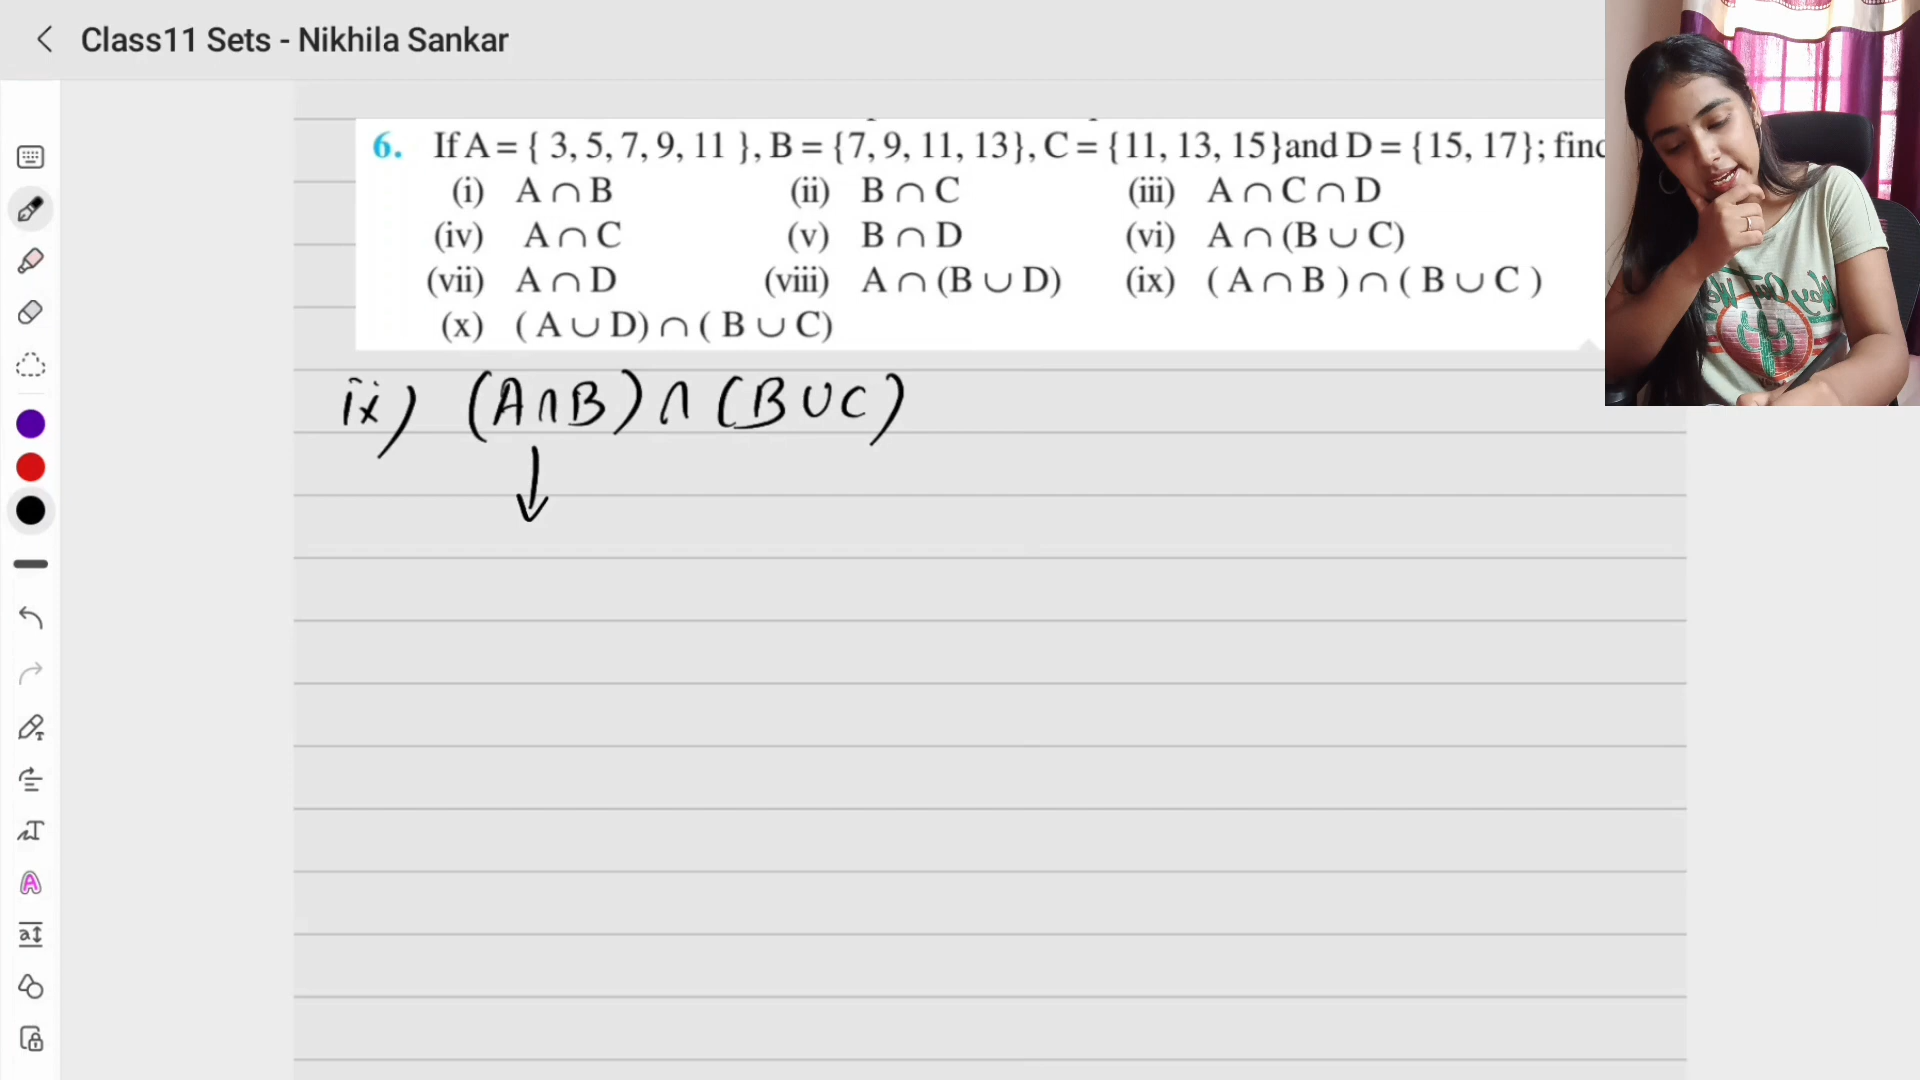 Class11 Sets - Nikhila Sankar
6. If A = { 3, 5, 7, 9, 11 }, B = {7, 9, 11, 13}, C = {11, 13, 15}and D = {15, 17};
(i) A ∩ B (ii) B ∩ C (iii) A ∩ C ∩ D
(iv) A ∩ C (v) B ∩ D (vi) A ∩ (B ∪ C)
(vii) A ∩ D (viii) A ∩ (B ∪ D) (ix) ( A ∩ B ) ∩ ( B ∪ C )
(x) ( A ∪ D) ∩ ( B ∪ C)
ix) (A∩B) ∩ (B∪C)